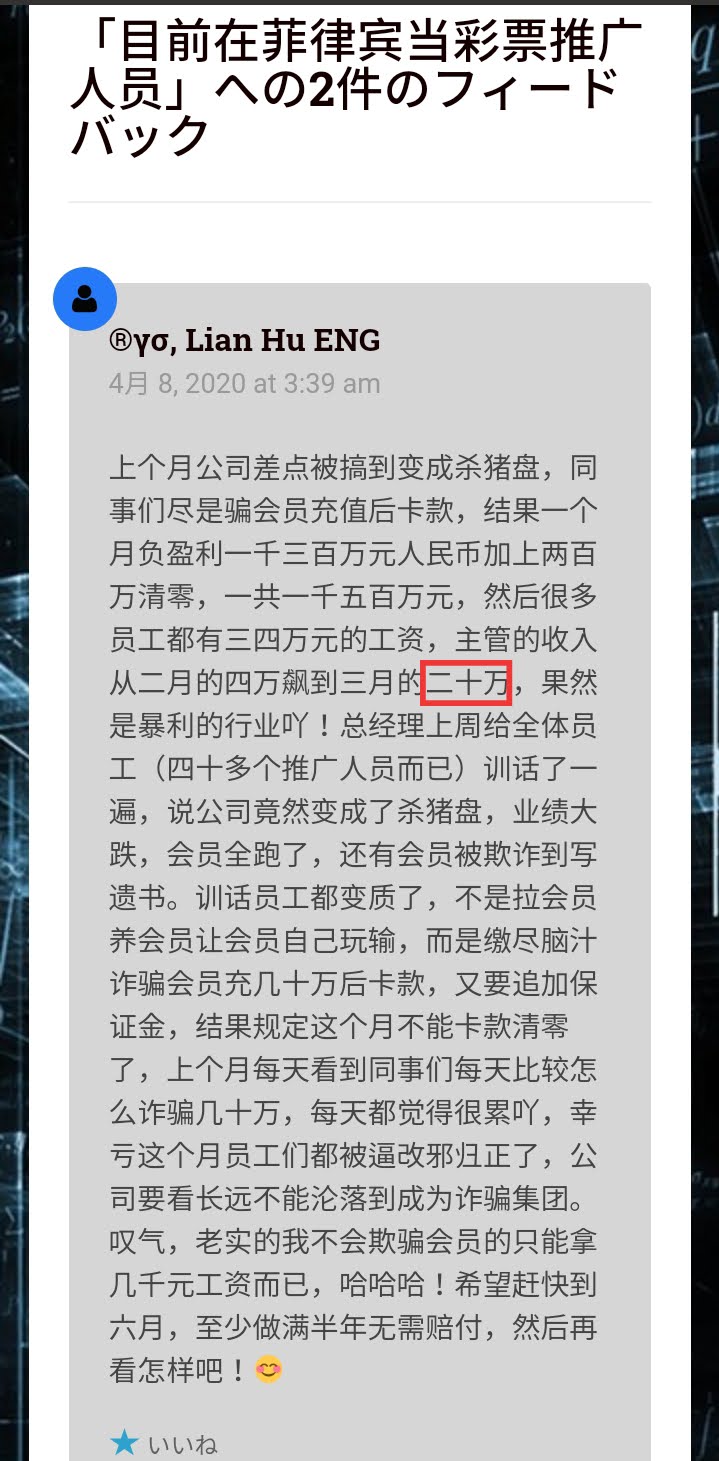 「目前在菲律宾当彩票推广
人员」への2件のフィード
バック
®γσ, Lian Hu ENG
4月 8, 2020 at 3:39 am
上个月公司差点被搞到变成杀猪盘，同
事们尽是骗会员充值后卡款，结果一个
月负盈利一千三百万元人民币加上两百
万清零，一共一千五百万元，然后很多
员工都有三四万元的工资，主管的收入
从二月的四万飙到三月的二十万，果然
是暴利的行业吖！总经理上周给全体员
工（四十多个推广人员而已）训话了一
遍，说公司竟然变成了杀猪盘，业绩大
跌，会员全跑了，还有会员被欺诈到写
遗书。训话员工都变质了，不是拉会员
养会员让会员自己玩输，而是缴尽脑汁
诈骗会员充几十万后卡款，又要追加保
证金，结果规定这个月不能卡款清零
了，上个月每天看到同事们每天比较怎
么诈骗几十万，每天都觉得很累吖，幸
亏这个月员工们都被逼改邪归正了，公
司要看长远不能沦落到成为诈骗集团。
叹气，老实的我不会欺骗会员的只能拿
几千元工资而已，哈哈哈！希望赶快到
六月，至少做满半年无需赔付，然后再
看怎样吧！😊
★ いいね